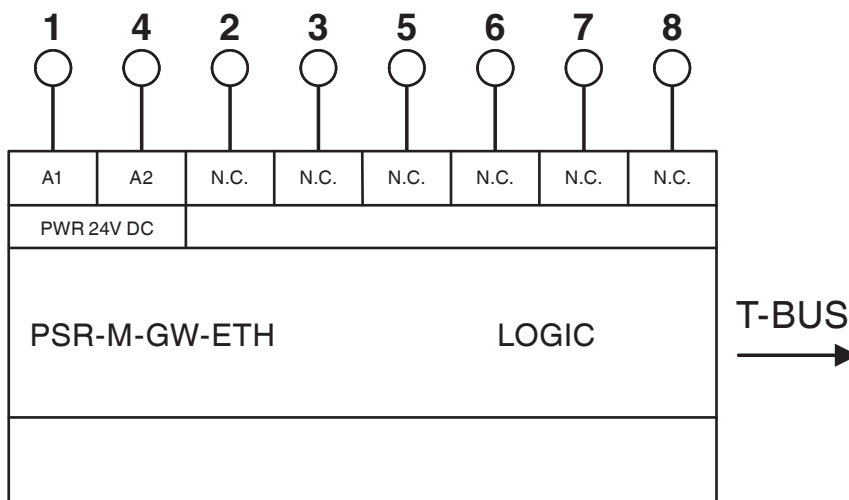 1 4 2 3 5 6 7 8
A1 A2 N.C. N.C. N.C. N.C. N.C. N.C.
PWR 24V DC
PSR-M-GW-ETH LOGIC
T-BUS